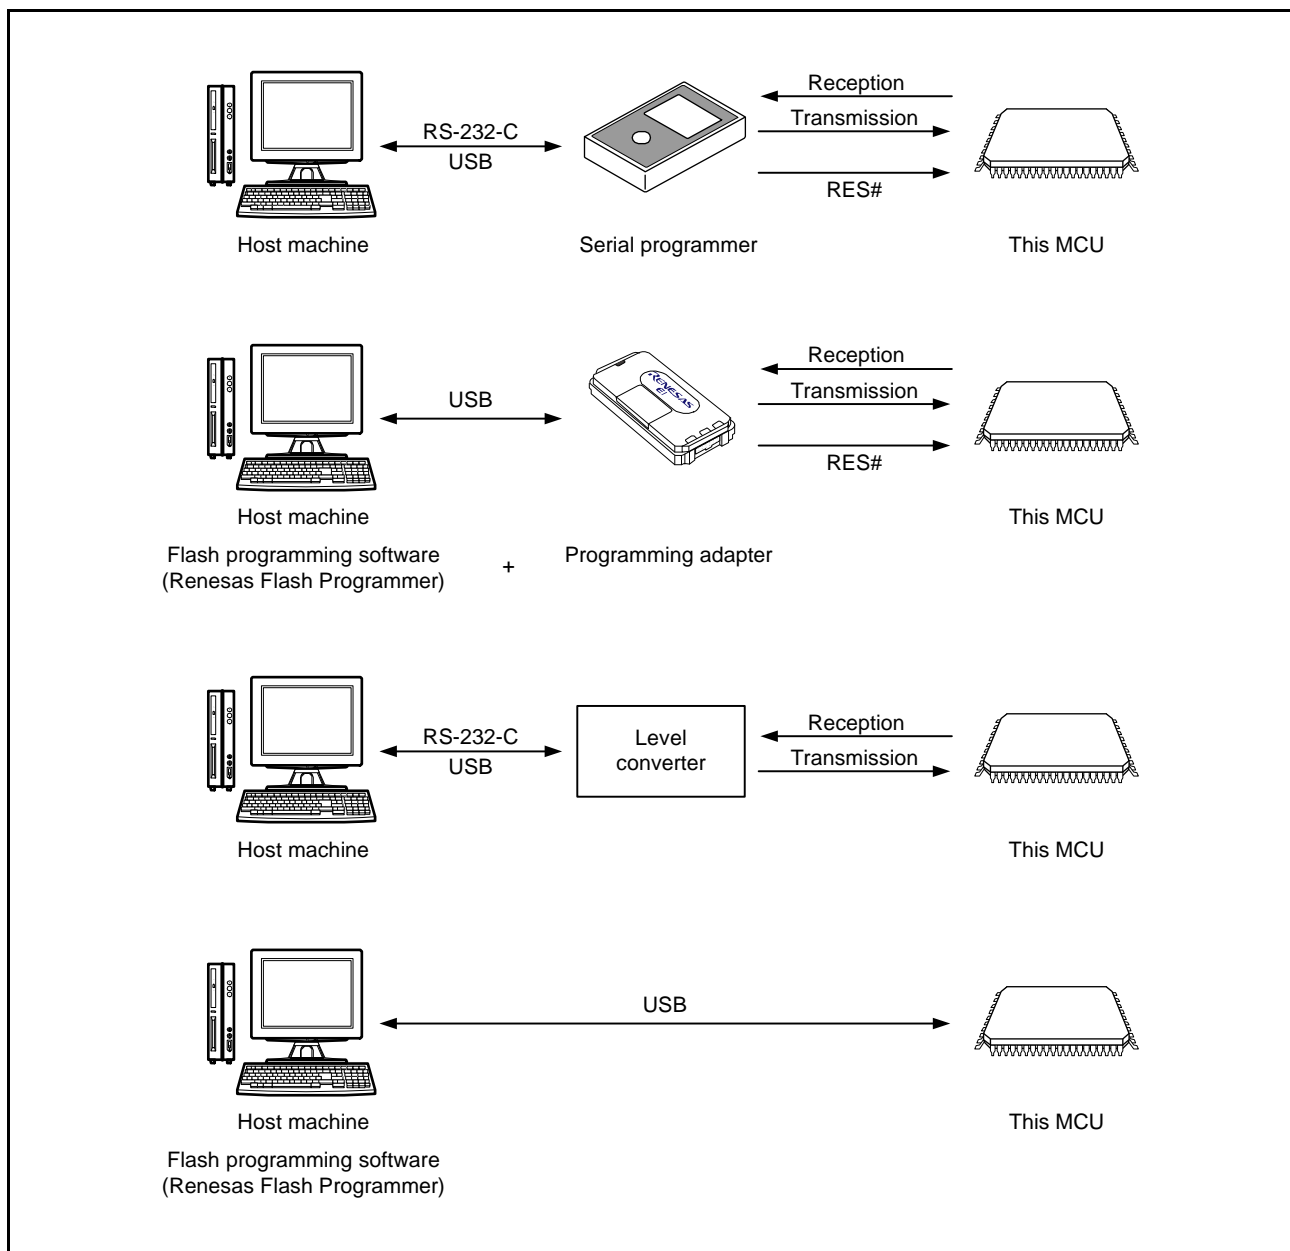 Reception
RS-232-C
Transmission
USB
RES#
Host machine
Serial programmer
This MCU
Reception
USB
Transmission
RENESAS
E1
RES#
Host machine
This MCU
Flash programming software
(Renesas Flash Programmer)
+
Programming adapter
Reception
RS-232-C
Level
converter
Transmission
USB
Host machine
This MCU
USB
Host machine
This MCU
Flash programming software
(Renesas Flash Programmer)